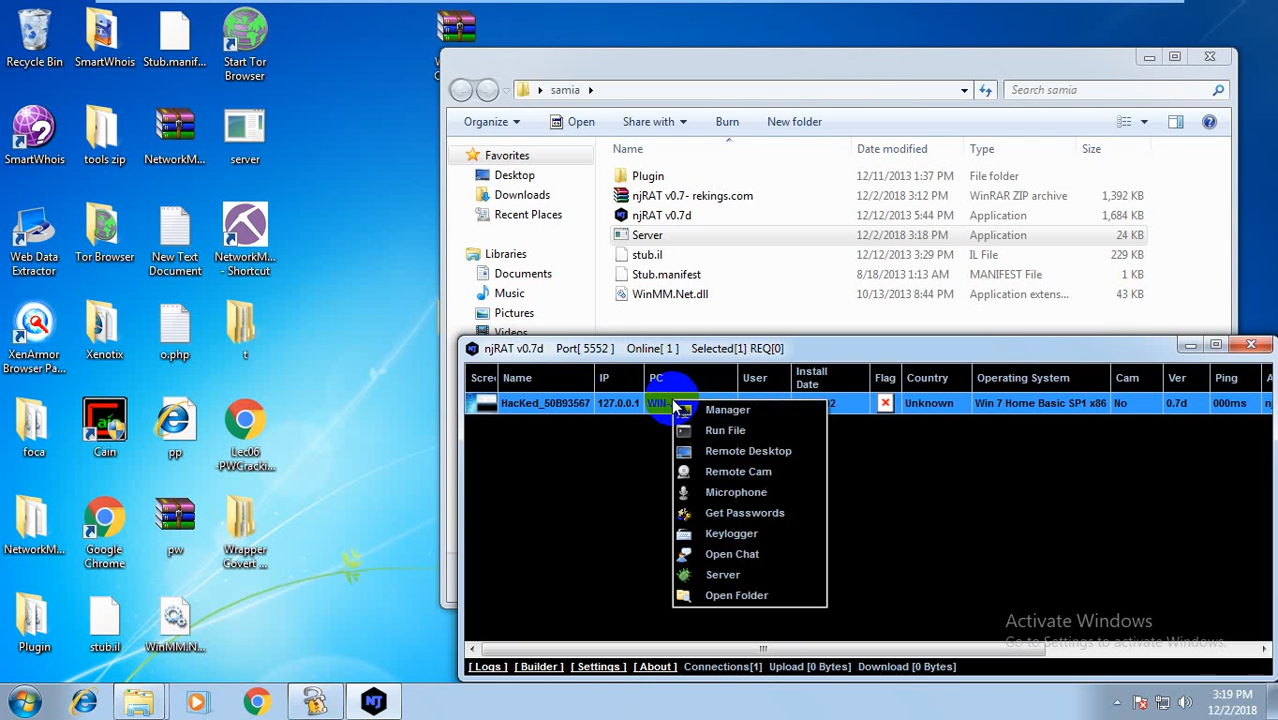 Recycle Bin
SmartWhois
Stub.manif...
Start Tor
Browser
SmartWhois
tools zip
NetworkM...
server
Web Data
Extractor
Tor Browser
New Text
Document
NetworkM...
- Shortcut
XenArmor
Browser Pa...
Xenotix
o.php
t
foca
Cain
pp
Lec06
-PWCracki...
NetworkM...
Google
Chrome
pw
Wrapper
Covert ...
Plugin
stub.il
WinMM.N...
samia
Search samia
Organize
Open
Share with
Burn
New folder
Name Date modified Type Size
Favorites
Desktop
Downloads
Recent Places
Libraries
Documents
Music
Pictures
Videos
Plugin 12/11/2013 1:37 PM File folder
njRAT v0.7- rekings.com 12/2/2018 3:12 PM WinRAR ZIP archive 1,392 KB
njRAT v0.7d 12/12/2013 5:44 PM Application 1,684 KB
Server 12/2/2018 3:18 PM Application 24 KB
stub.il 12/12/2013 3:29 PM IL File 229 KB
Stub.manifest 8/18/2013 1:13 AM MANIFEST File 1 KB
WinMM.Net.dll 10/13/2013 8:44 PM Application extens... 43 KB
njRAT v0.7d Port[ 5552 ] Online[ 1 ] Selected[1] REQ[0]
Name IP PC User Install Date Flag Country Operating System Cam Ver Ping
HacKed_50B93567 127.0.0.1 Unknown Win 7 Home Basic SP1 x86 No 0.7d 000ms
Manager
Run File
Remote Desktop
Remote Cam
Microphone
Get Passwords
Keylogger
Open Chat
Server
Open Folder
Activate Windows
Go to Settings to activate Windows.
[ Logs ] [ Builder ] [ Settings ] [ About ] Connections[1] Upload [0 Bytes] Download [0 Bytes]
3:19 PM
12/2/2018